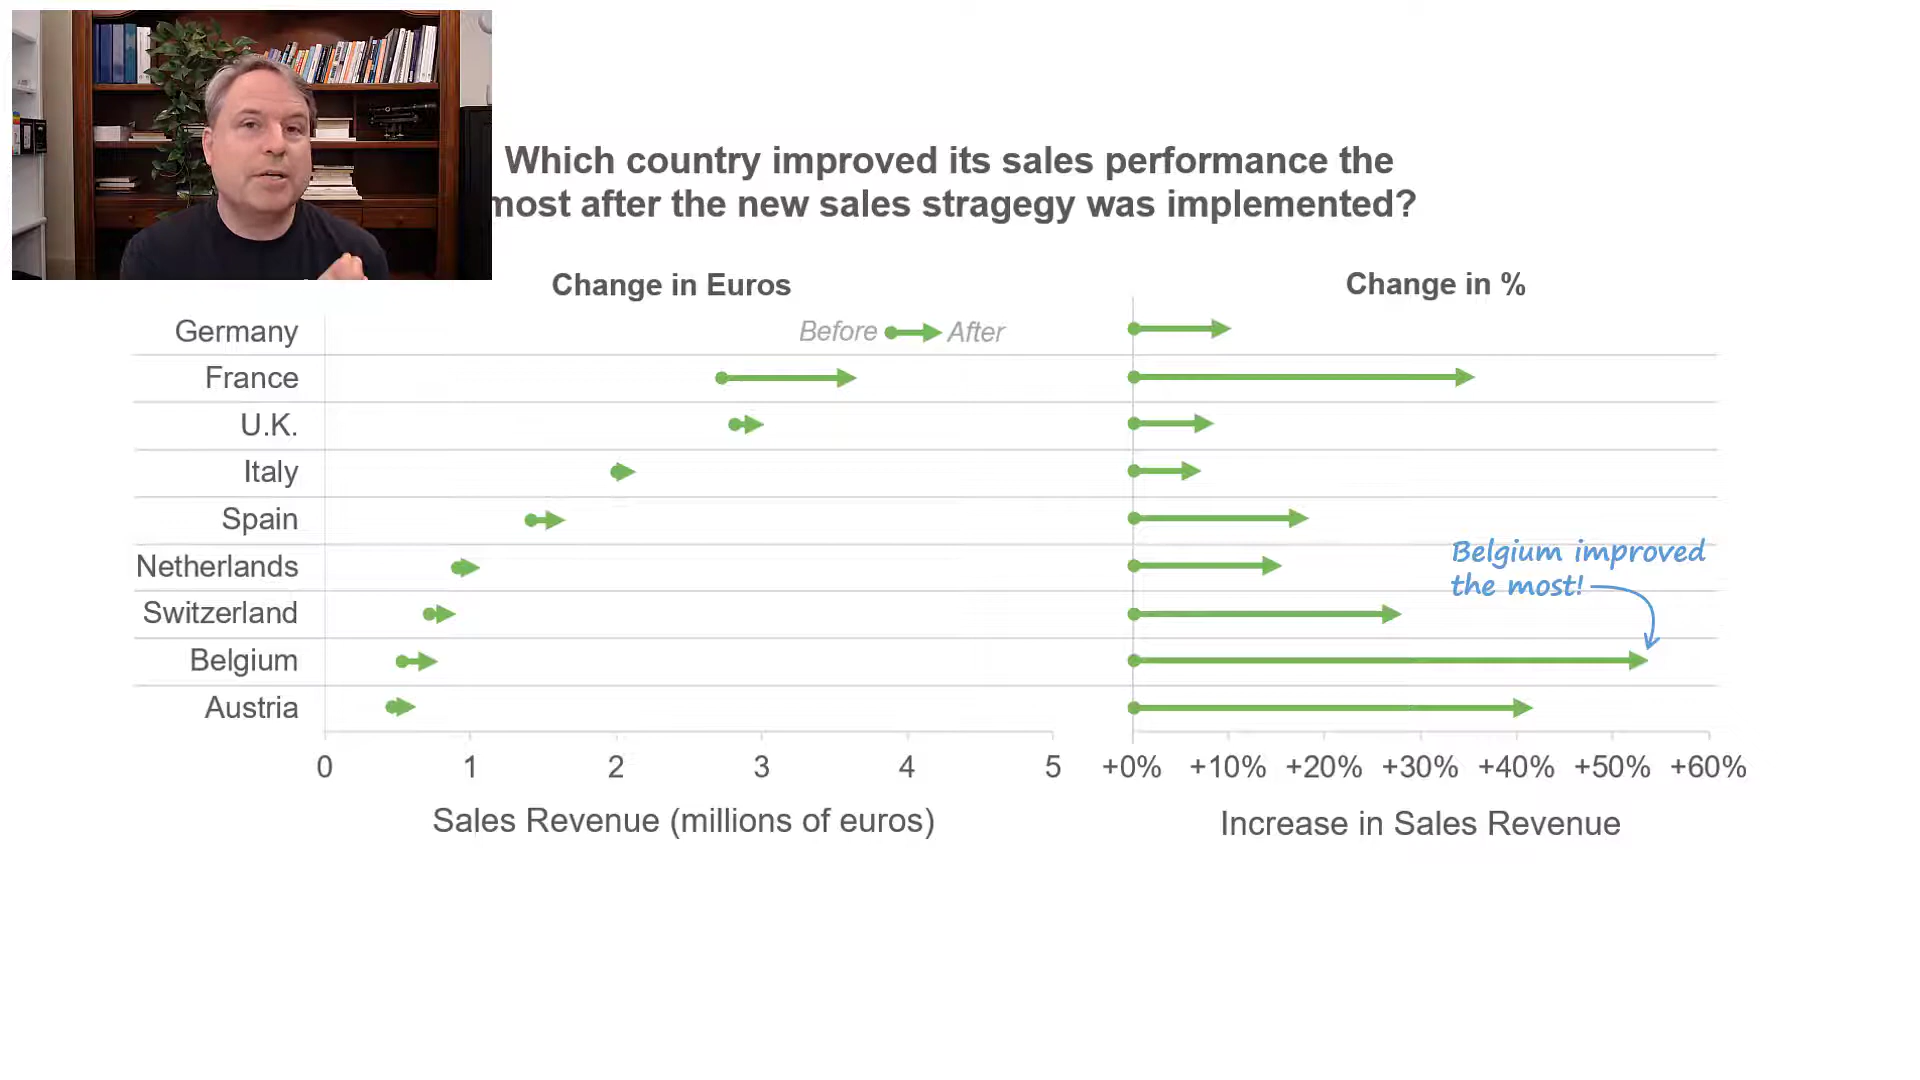 Which country improved its sales performance the
most after the new sales stragegy was implemented?
Change in Euros
Change in %
Germany
Before
After
France
U.K.
Italy
Spain
Netherlands
Switzerland
Belgium
Austria
Belgium improved
the most!
0 1 2 3 4 5
+0% +10% +20% +30% +40% +50% +60%
Sales Revenue (millions of euros)
Increase in Sales Revenue